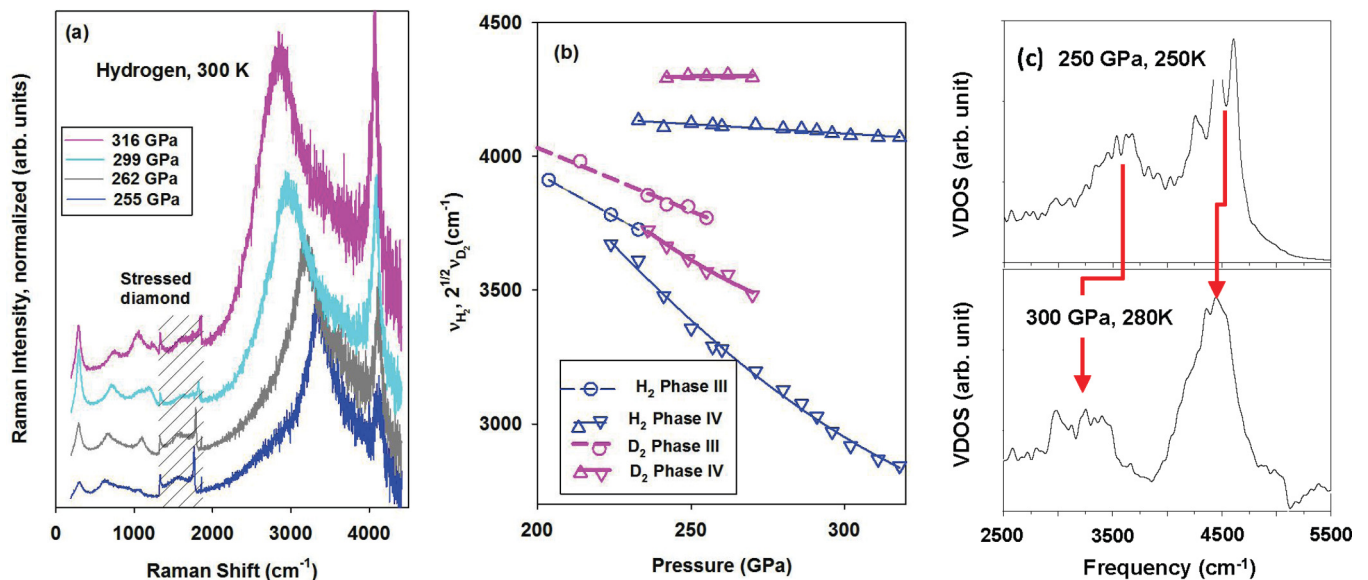 (a)
Hydrogen, 300 K
316 GPa
299 GPa
262 GPa
255 GPa
Stressed
diamond
Raman Intensity, normalized (arb. units)
0 1000 2000 3000 4000
Raman Shift (cm-1)
(b)
4500
4000
3500
3000
νH2, 21/2νD2(cm-1)
H2 Phase III
H2 Phase IV
D2 Phase III
D2 Phase IV
200 250 300
Pressure (GPa)
(c)
250 GPa, 250K
VDOS (arb. unit)
300 GPa, 280K
VDOS (arb. unit)
2500 3500 4500 5500
Frequency (cm-1)